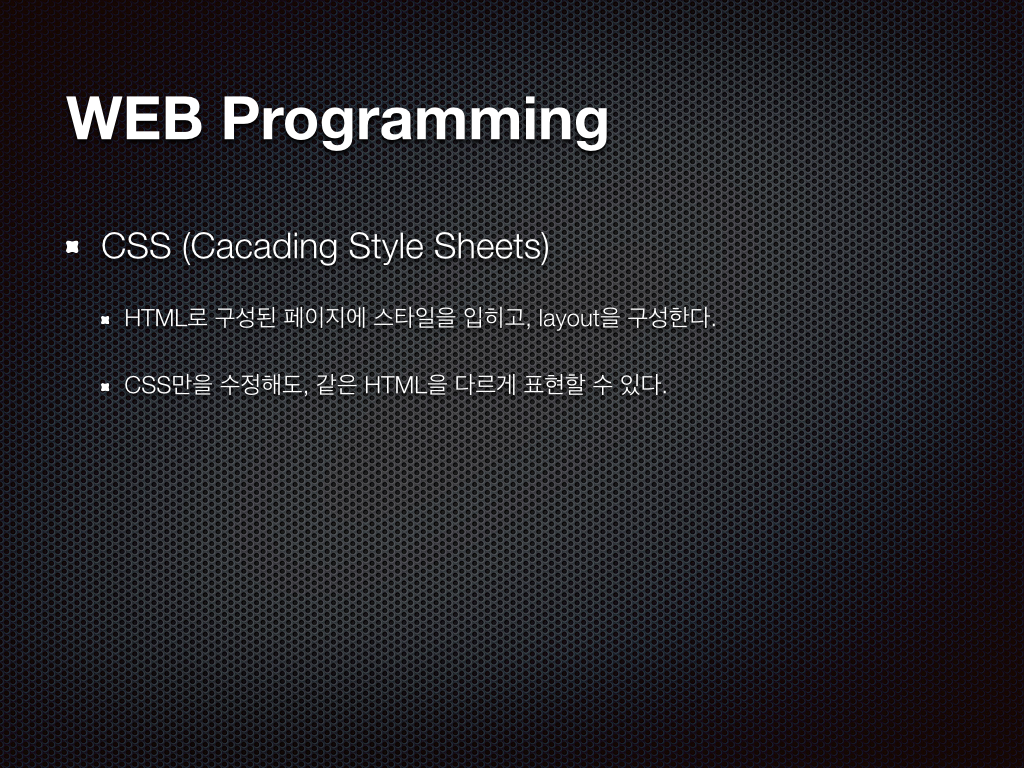 WEB Programming
CSS (Cacading Style Sheets)
HTML로 구성된 페이지에 스타일을 입히고, layout을 구성한다.
CSS만을 수정해도, 같은 HTML을 다르게 표현할 수 있다.